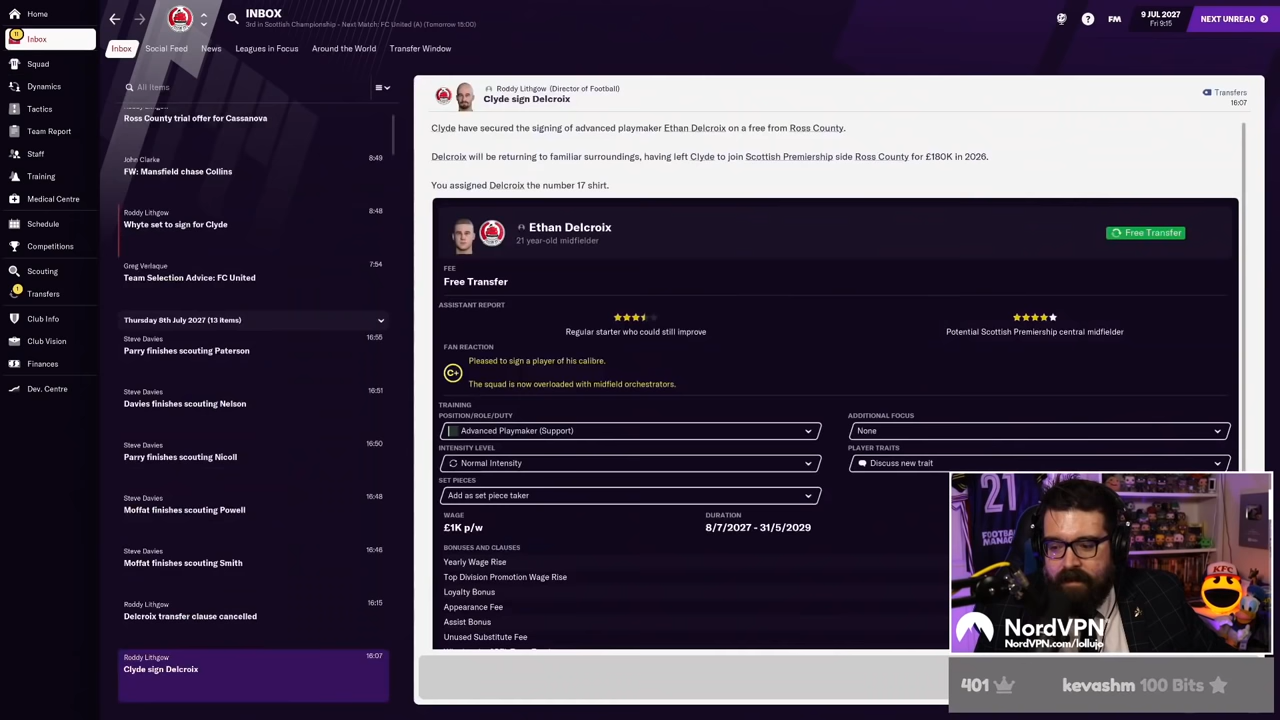 Home
Inbox
11
Squad
Dynamics
Tactics
Team Report
Staff
Training
Medical Centre
Schedule
Competitions
Scouting
Transfers
1
Club Info
Club Vision
Finances
Dev. Centre
INBOX
3rd in Scottish Championship - Next Match: FC United (A) (Tomorrow 15:00)
FM
9 JUL 2027
Fri 9:15
NEXT UNREAD
Inbox
Social Feed
News
Leagues in Focus
Around the World
Transfer Window
All Items
Ross County trial offer for Cassanova
John Clarke
8:49
FW: Mansfield chase Collins
Roddy Lithgow
8:48
Whyte set to sign for Clyde
Greg Verlaque
7:54
Team Selection Advice: FC United
Thursday 8th July 2027 (13 items)
Steve Davies
16:55
Parry finishes scouting Paterson
Steve Davies
16:51
Davies finishes scouting Nelson
Steve Davies
16:50
Parry finishes scouting Nicoll
Steve Davies
16:48
Moffat finishes scouting Powell
Steve Davies
16:46
Moffat finishes scouting Smith
Roddy Lithgow
16:15
Delcroix transfer clause cancelled
Roddy Lithgow
16:07
Clyde sign Delcroix
Roddy Lithgow (Director of Football)
Clyde sign Delcroix
Transfers
16:07
Clyde have secured the signing of advanced playmaker Ethan Delcroix on a free from Ross County.
Delcroix will be returning to familiar surroundings, having left Clyde to join Scottish Premiership side Ross County for £180K in 2026.
You assigned Delcroix the number 17 shirt.
Ethan Delcroix
21 year-old midfielder
Free Transfer
FEE
Free Transfer
ASSISTANT REPORT
Regular starter who could still improve
Potential Scottish Premiership central midfielder
FAN REACTION
C+
Pleased to sign a player of his calibre.
The squad is now overloaded with midfield orchestrators.
TRAINING
POSITION/ROLE/DUTY
Advanced Playmaker (Support)
ADDITIONAL FOCUS
None
INTENSITY LEVEL
Normal Intensity
PLAYER TRAITS
Discuss new trait
SET PIECES
Add as set piece taker
WAGE
£1K p/w
DURATION
8/7/2027 - 31/5/2029
BONUSES AND CLAUSES
Yearly Wage Rise
Top Division Promotion Wage Rise
Loyalty Bonus
Appearance Fee
Assist Bonus
Unused Substitute Fee
21
FOOTBALL
KFC
NordVPN
NordVPN.com/lollujo
401
kevashm 100 Bits